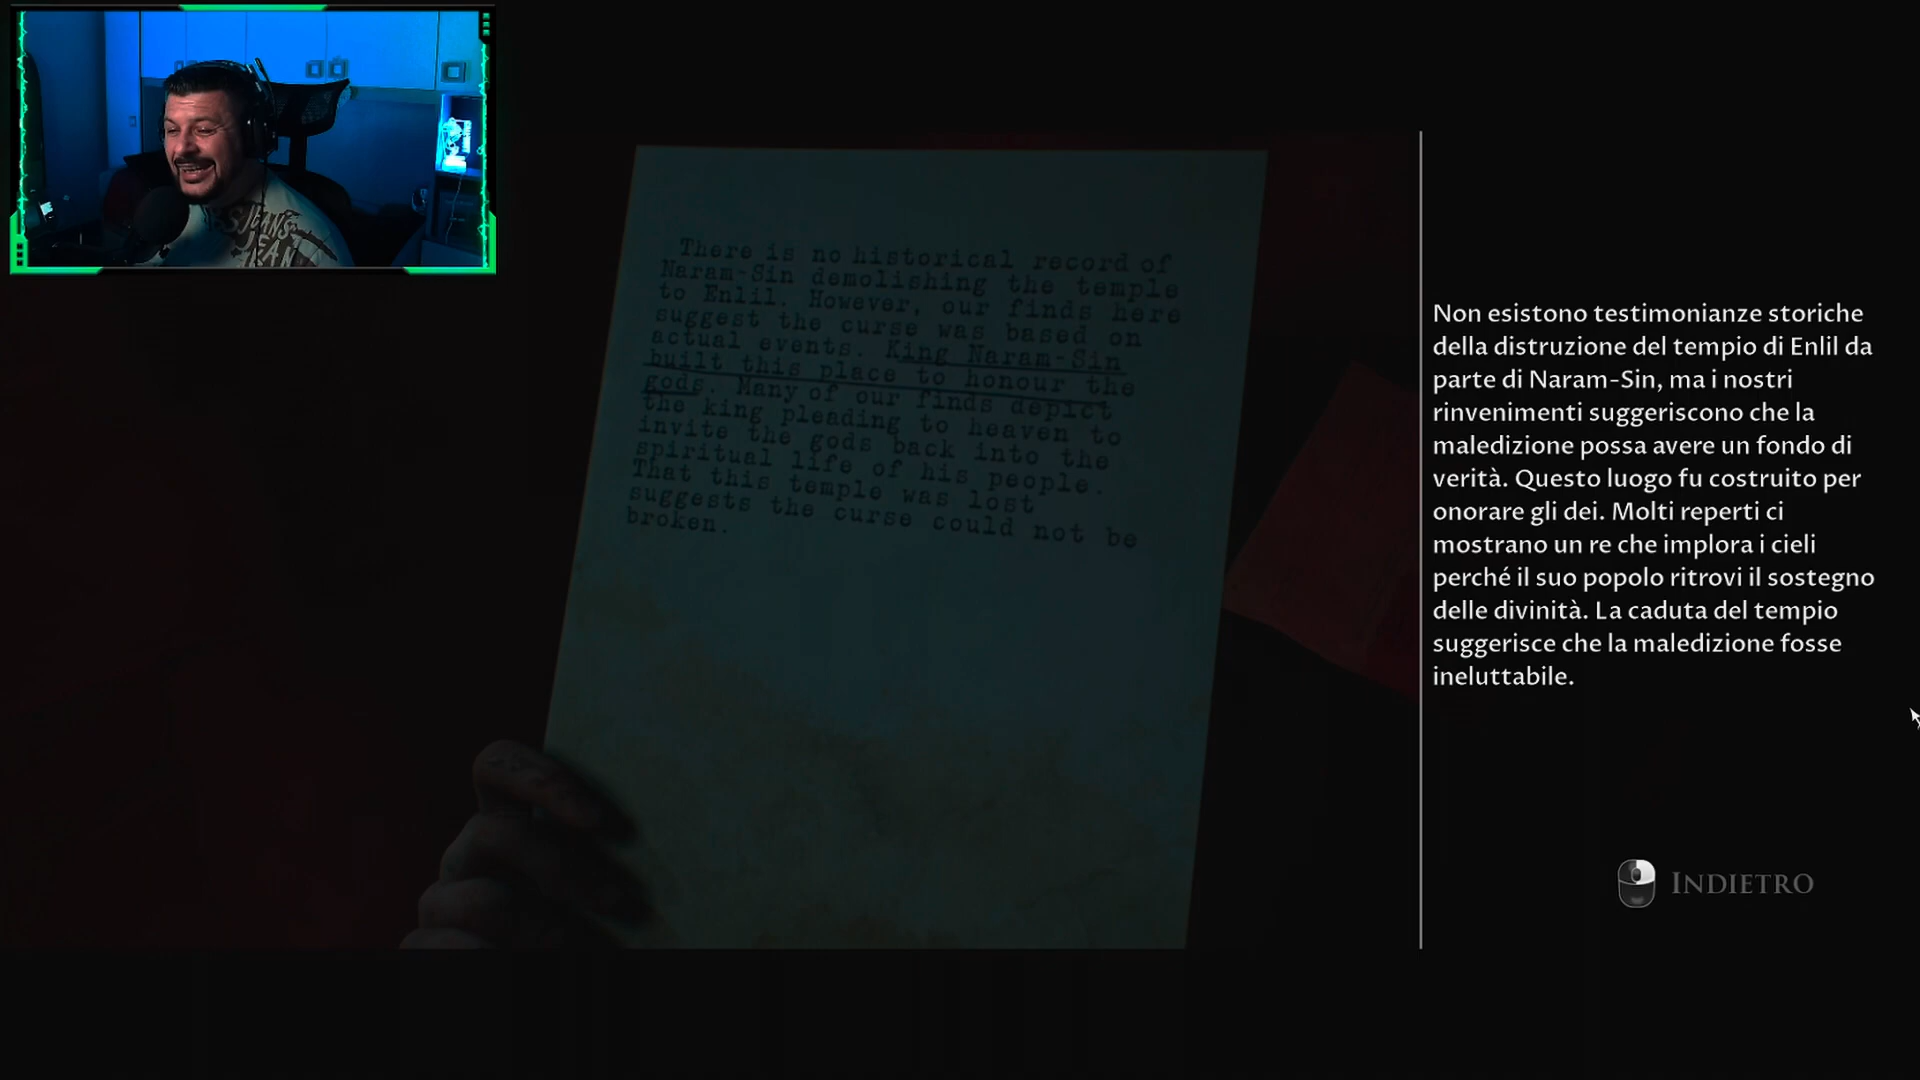 There is no historical record of
Naram-Sin demolishing the temple
to Enlil. However, our finds here
suggest the curse was based on
actual events. King Naram-Sin
built this place to honour the
gods. Many of our finds depict
the king pleading to heaven to
invite the gods back into the
spiritual life of his people.
That this temple was lost
suggests the curse could not be
broken.
Non esistono testimonianze storiche
della distruzione del tempio di Enlil da
parte di Naram-Sin, ma i nostri
rinvenimenti suggeriscono che la
maledizione possa avere un fondo di
verità. Questo luogo fu costruito per
onorare gli dei. Molti reperti ci
mostrano un re che implora i cieli
perché il suo popolo ritrovi il sostegno
delle divinità. La caduta del tempio
suggerisce che la maledizione fosse
ineluttabile.
INDIETRO
JEANS
JEAN